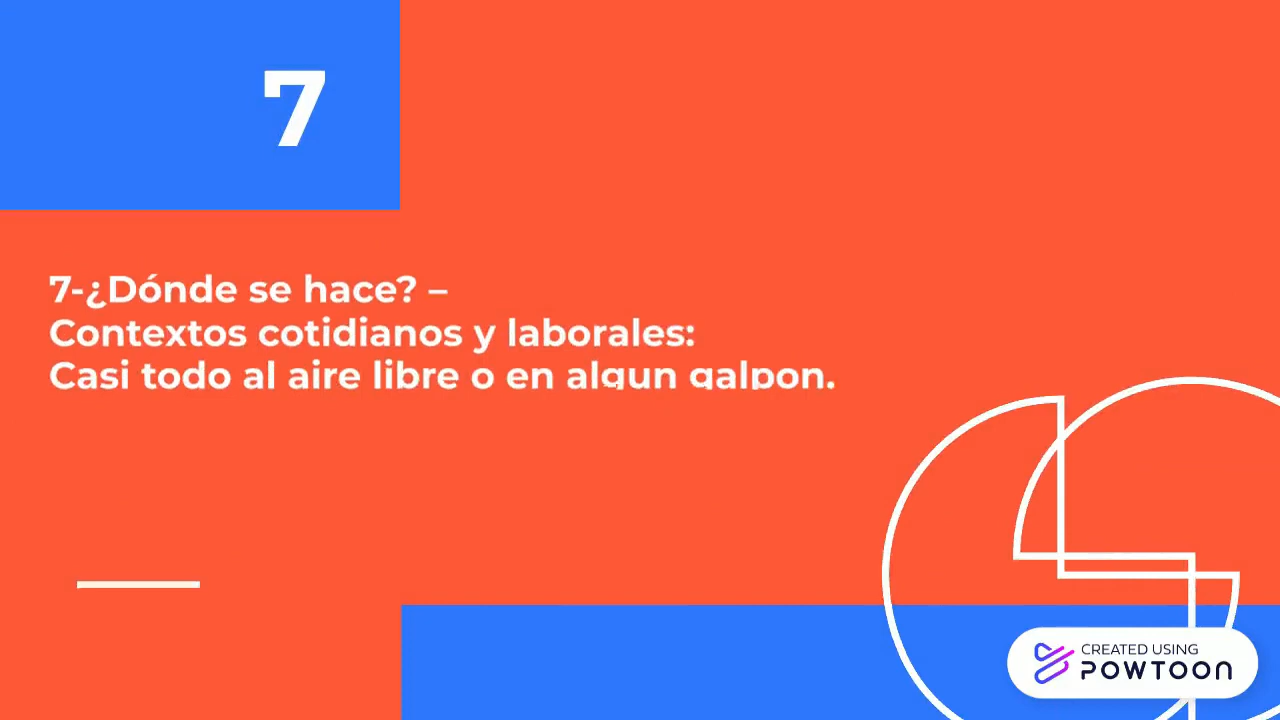 7
7-¿Dónde se hace? –
Contextos cotidianos y laborales:
Casi todo al aire libre o en algun galpon.
CREATED USING
POWTOON